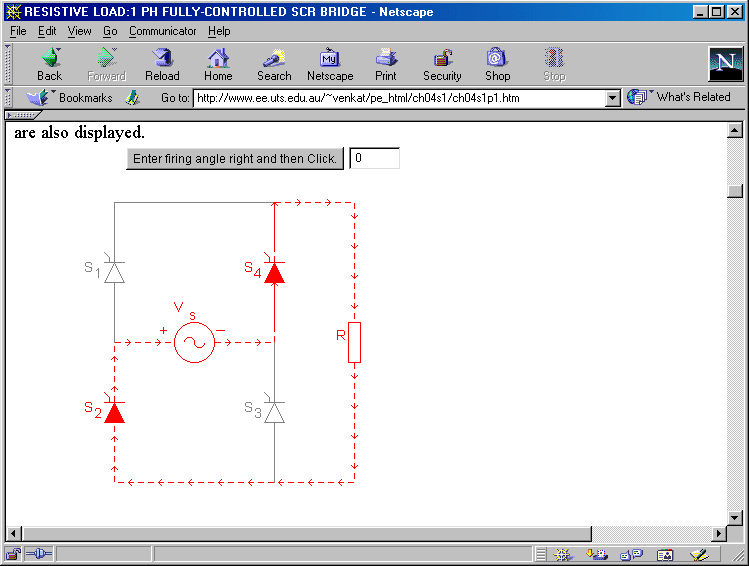 RESISTIVE LOAD:1 PH FULLY-CONTROLLED SCR BRIDGE - Netscape
File Edit View Go Communicator Help
Back Forward Reload Home Search Netscape Print Security Shop Stop
My
N
Bookmarks Go to: http://www.ee.uts.edu.au/~venkat/pe_html/ch04s1/ch04s1p1.htm What's Related
are also displayed.
Enter firing angle right and then Click. 0
S1 S4
Vs
+ −
R
S2 S3